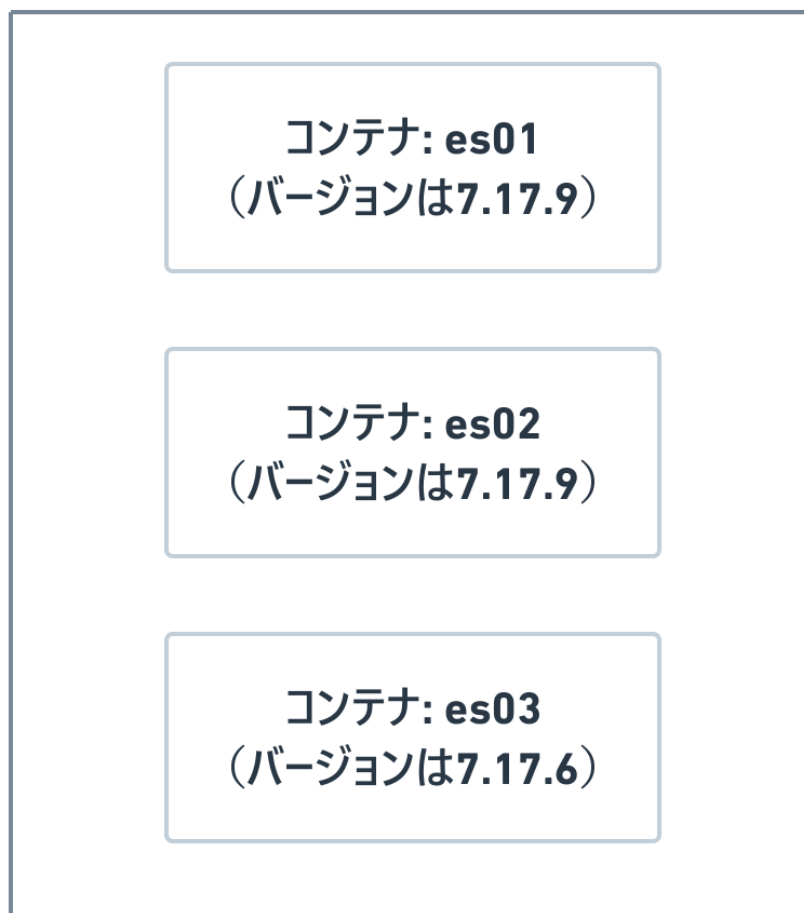 コンテナ: es01
（バージョンは7.17.9）
コンテナ: es02
（バージョンは7.17.9）
コンテナ: es03
（バージョンは7.17.6）